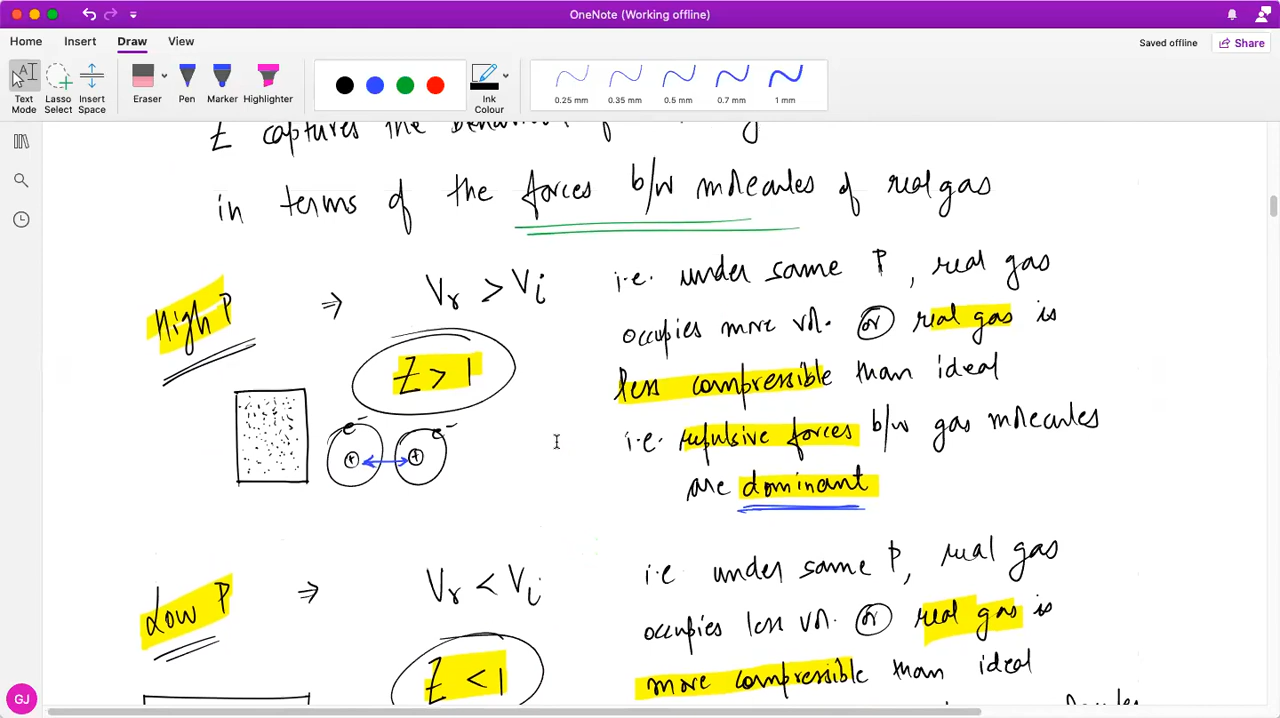 OneNote (Working offline)
Home Insert Draw View
Saved offline
Share
Text Mode
Lasso Select
Insert Space
Eraser
Pen
Marker
Highlighter
Ink Colour
0.25 mm
0.35 mm
0.5 mm
0.7 mm
1 mm
Z captures the
in terms of the forces b/w molecules of real gas
High P ⇒ Vr > Vi
Z > 1
i.e. under same P, real gas
occupies more vol. or real gas is
less compressible than ideal
i.e. repulsive forces b/w gas molecules
are dominant
e⁻ e⁻
+ +
Low P ⇒ Vr < Vi
Z < 1
i.e under same P, real gas
occupies less vol. or real gas is
more compressible than ideal
GJ